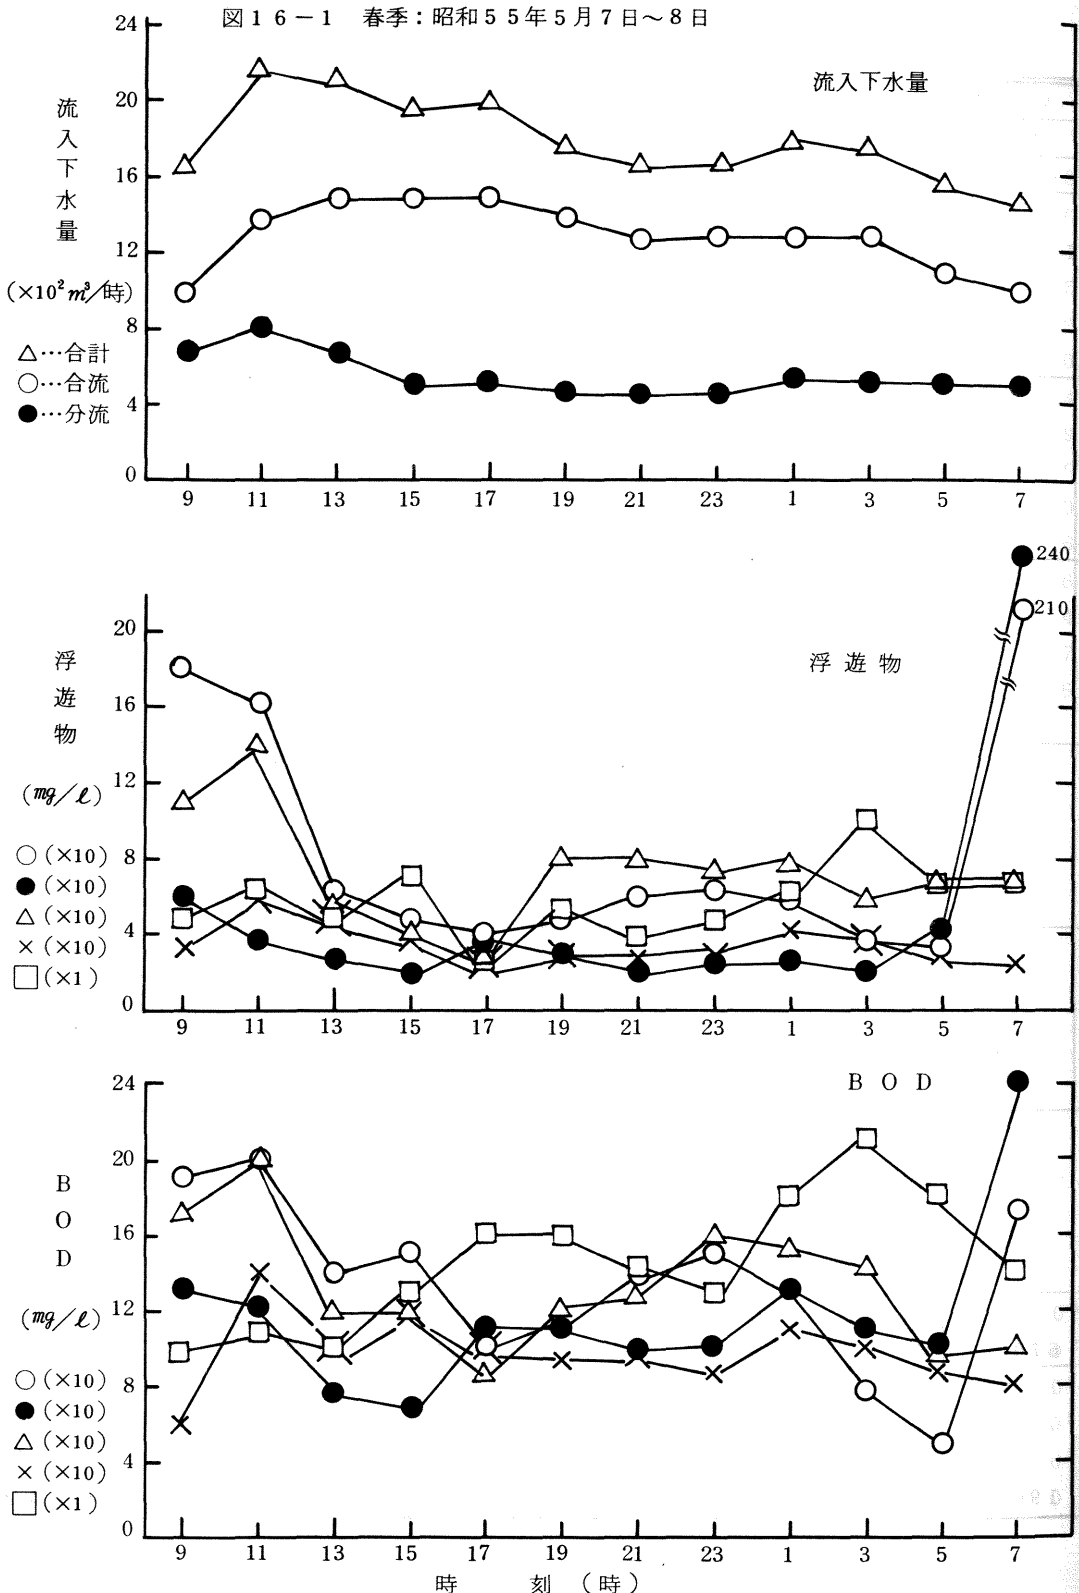 図16-1 春季:昭和55年5月7日~8日
流入下水量
流入下水量
(×10²m³/時)
△…合計
○…合流
●…分流
24
20
16
12
8
4
0
9 11 13 15 17 19 21 23 1 3 5 7
浮遊物
浮遊物
(mg/ℓ)
○(×10)
●(×10)
△(×10)
×(×10)
□(×1)
240
210
20
16
12
8
4
0
9 11 13 15 17 19 21 23 1 3 5 7
BOD
BOD
(mg/ℓ)
○(×10)
●(×10)
△(×10)
×(×10)
□(×1)
24
20
16
12
8
4
0
9 11 13 15 17 19 21 23 1 3 5 7
時 刻 (時)